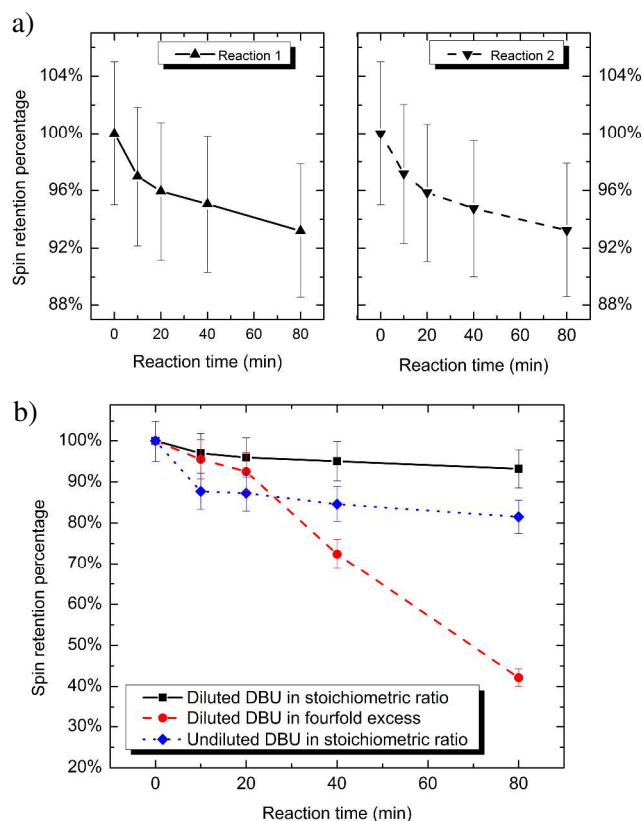 a)
Reaction 1
Reaction 2
104%
100%
96%
92%
88%
104%
100%
96%
92%
88%
Spin retention percentage
0 20 40 60 80
0 20 40 60 80
Reaction time (min)
Reaction time (min)
b)
100%
90%
80%
70%
60%
50%
40%
30%
20%
Spin retention percentage
Diluted DBU in stoichiometric ratio
Diluted DBU in fourfold excess
Undiluted DBU in stoichiometric ratio
0 20 40 60 80
Reaction time (min)